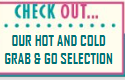 CHECK OUT...
OUR HOT AND COLD
GRAB & GO SELECTION